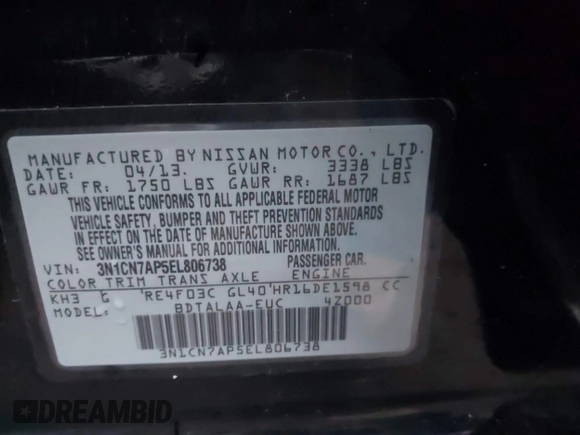 MANUFACTURED BY NISSAN MOTOR CO., LTD.
DATE: 04/13. GVWR: 3338 LBS
GAWR FR: 1750 LBS GAWR RR: 1687 LBS
THIS VEHICLE CONFORMS TO ALL APPLICABLE FEDERAL MOTOR
VEHICLE SAFETY, BUMPER AND THEFT PREVENTION STANDARDS
IN EFFECT ON THE DATE OF MANUFACTURE SHOWN ABOVE.
SEE OWNER'S MANUAL FOR ADDITIONAL INFORMATION
VIN: 3N1CN7AP5EL806738 PASSENGER CAR.
COLOR TRIM TRANS AXLE ENGINE
KH3 G 'RE4F03C GL40'HR16DE1598 CC
MODEL: BDTALAA-EUC 4Z000
3N1CN7AP5EL806738
DREAMBID